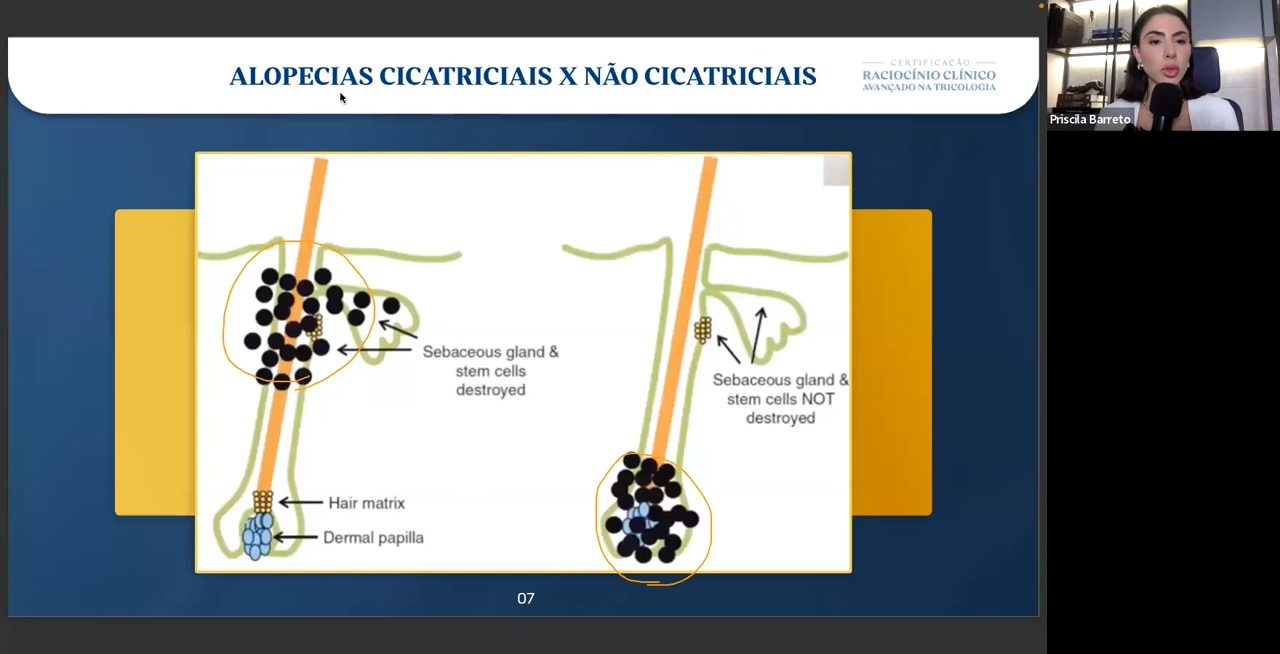 ALOPECIAS CICATRICIAIS X NÃO CICATRICIAIS
CERTIFICAÇÃO
RACIOCÍNIO CLÍNICO
AVANÇADO NA TRICOLOGIA
Priscila Barreto
Sebaceous gland &
stem cells
destroyed
Sebaceous gland &
stem cells NOT
destroyed
Hair matrix
Dermal papilla
07